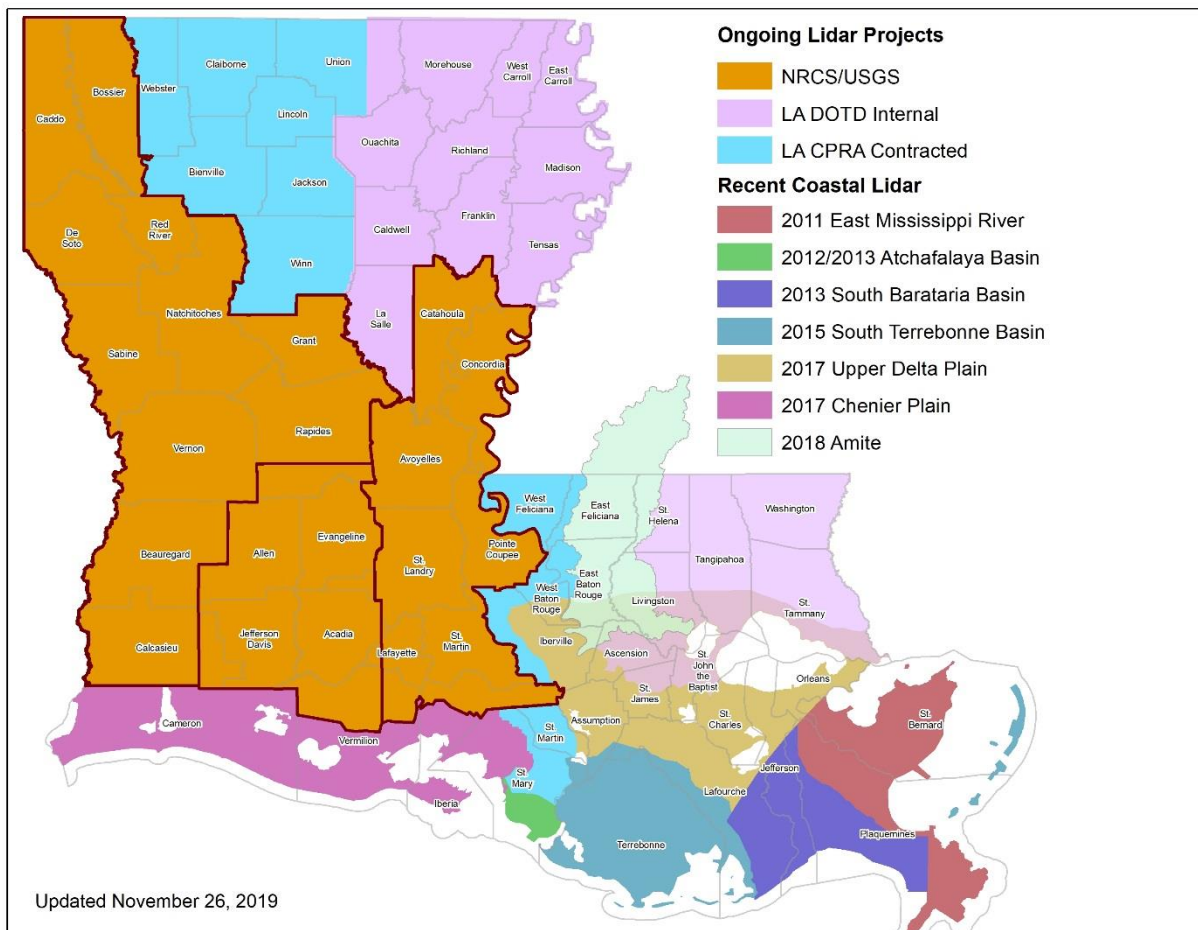 Ongoing Lidar Projects
NRCS/USGS
LA DOTD Internal
LA CPRA Contracted
Recent Coastal Lidar
2011 East Mississippi River
2012/2013 Atchafalaya Basin
2013 South Barataria Basin
2015 South Terrebonne Basin
2017 Upper Delta Plain
2017 Chenier Plain
2018 Amite
Caddo
Bossier
Webster
Claiborne
Union
Morehouse
West
Carroll
East
Carroll
Lincoln
Ouachita
Richland
Madison
Bienville
Jackson
Franklin
De
Soto
Red
River
Caldwell
Tensas
Winn
Natchitoches
La
Salle
Catahoula
Sabine
Grant
Concordia
Vernon
Rapides
Avoyelles
West
Feliciana
East
Feliciana
St.
Helena
Washington
Beauregard
Allen
Evangeline
St.
Landry
Pointe
Coupee
Tangipahoa
West
Baton
Rouge
East
Baton
Rouge
Livingston
St.
Tammany
Calcasieu
Jefferson
Davis
Acadia
Lafayette
St.
Martin
Iberville
Ascension
St.
John
the
Baptist
Orleans
Cameron
Vermilion
St.
Martin
Assumption
St.
James
St.
Charles
St.
Bernard
Iberia
St.
Mary
Jefferson
Lafourche
Terrebonne
Plaquemines
Updated November 26, 2019